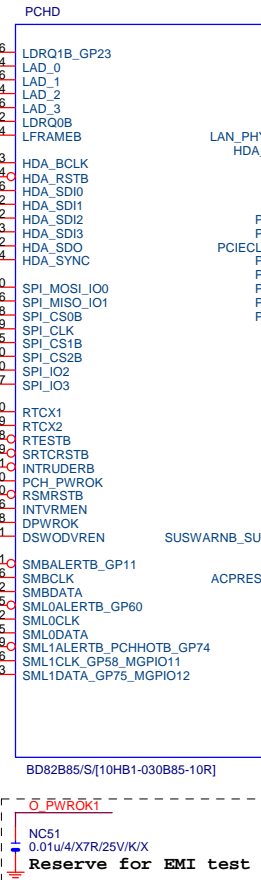 PCHD
LDRQ1B_GP23
LAD_0
LAD_1
LAD_2
LAD_3
LDRQ0B
LFRAMEB
LAN_PHY
HDA_
HDA_BCLK
HDA_RSTB
HDA_SDI0
HDA_SDI1
HDA_SDI2
HDA_SDI3
HDA_SDO
PCIECL
HDA_SYNC
SPI_MOSI_IO0
SPI_MISO_IO1
SPI_CS0B
SPI_CLK
SPI_CS1B
SPI_CS2B
SPI_IO2
SPI_IO3
RTCX1
RTCX2
RTESTB
SRTCRSTB
INTRUDERB
PCH_PWROK
RSMRSTB
INTVRMEN
DPWROK
DSWODVREN SUSWARNB_SU
SMBALERTB_GP11
SMBCLK ACPRES
SMBDATA
SML0ALERTB_GP60
SML0CLK
SML0DATA
SML1ALERTB_PCHHOTB_GP74
SML1CLK_GP58_MGPIO11
SML1DATA_GP75_MGPIO12
BD82B85/S/[10HB1-030B85-10R]
O_PWROK1
NC51
0.01u/4/X7R/25V/K/X
Reserve for EMI test